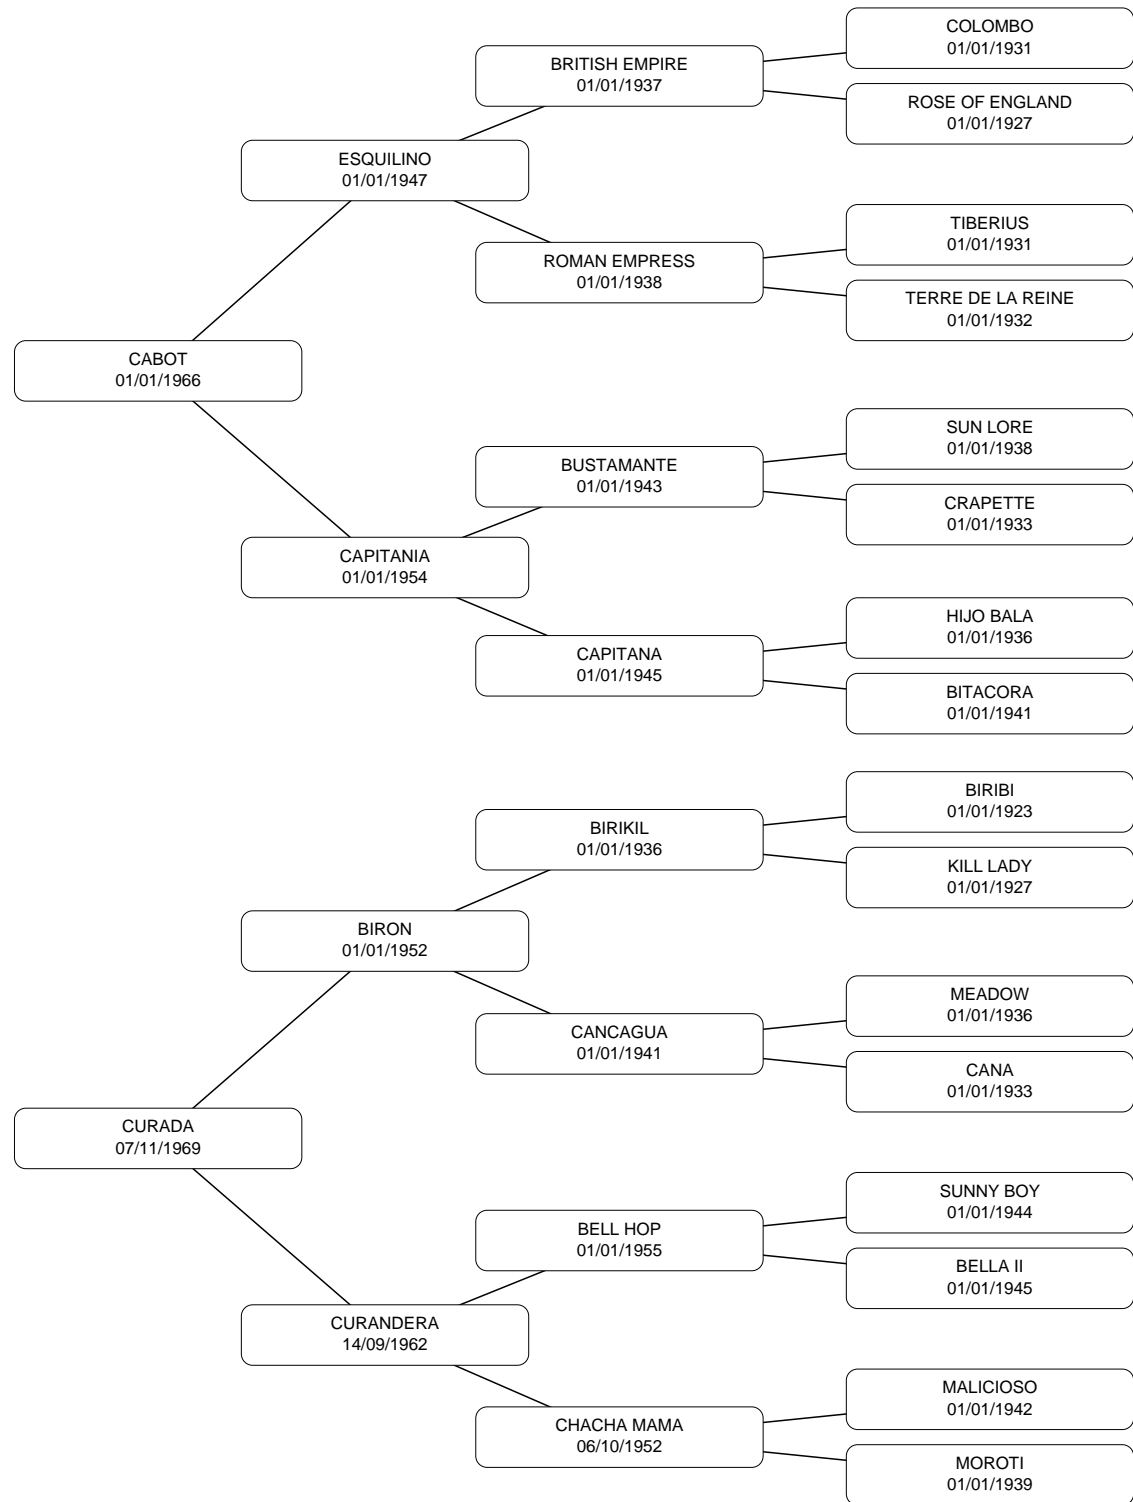 COLOMBO
01/01/1931
BRITISH EMPIRE
01/01/1937
ROSE OF ENGLAND
01/01/1927
ESQUILINO
01/01/1947
TIBERIUS
01/01/1931
ROMAN EMPRESS
01/01/1938
TERRE DE LA REINE
01/01/1932
CABOT
01/01/1966
SUN LORE
01/01/1938
BUSTAMANTE
01/01/1943
CRAPETTE
01/01/1933
CAPITANIA
01/01/1954
HIJO BALA
01/01/1936
CAPITANA
01/01/1945
BITACORA
01/01/1941
BIRIBI
01/01/1923
BIRIKIL
01/01/1936
KILL LADY
01/01/1927
BIRON
01/01/1952
MEADOW
01/01/1936
CANCAGUA
01/01/1941
CANA
01/01/1933
CURADA
07/11/1969
SUNNY BOY
01/01/1944
BELL HOP
01/01/1955
BELLA II
01/01/1945
CURANDERA
14/09/1962
MALICIOSO
01/01/1942
CHACHA MAMA
06/10/1952
MOROTI
01/01/1939